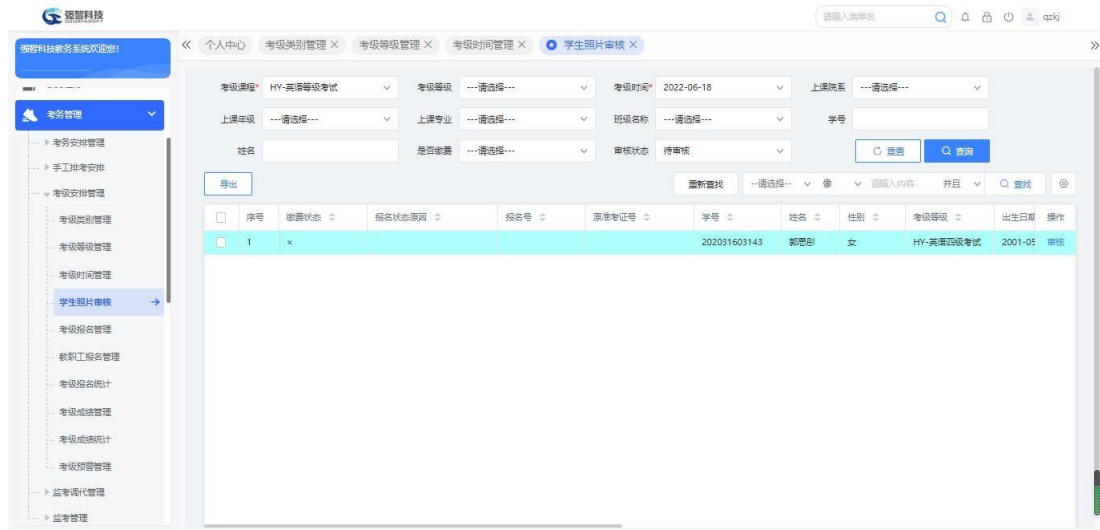 强智科技
QZDATASOFT
请输入菜单名
qzkj
强智科技教务系统欢迎您!
个人中心 考级类别管理 × 考级等级管理 × 考级时间管理 × 学生照片审核 ×
考务管理
考务安排管理
手工排考安排
考级安排管理
考级类别管理
考级等级管理
考级时间管理
学生照片审核
考级报名管理
教职工报名管理
考级报名统计
考级成绩管理
考级成绩统计
考级预警管理
监考调代管理
监考管理
考级课程* HY-英语等级考试 考级等级 ---请选择--- 考级时间* 2022-06-18 上课院系 ---请选择---
上课年级 ---请选择--- 上课专业 ---请选择--- 班级名称 ---请选择--- 学号
姓名 是否缴费 ---请选择--- 审核状态 待审核 重置 查询
导出 重新查找 --请选择-- 像 请输入内容 并且 查找
序号 缴费状态 报名状态原因 报名号 原准考证号 学号 姓名 性别 考级等级 出生日期 操作
1 × 202031603143 郭思彤 女 HY-英语四级考试 2001-05 审核